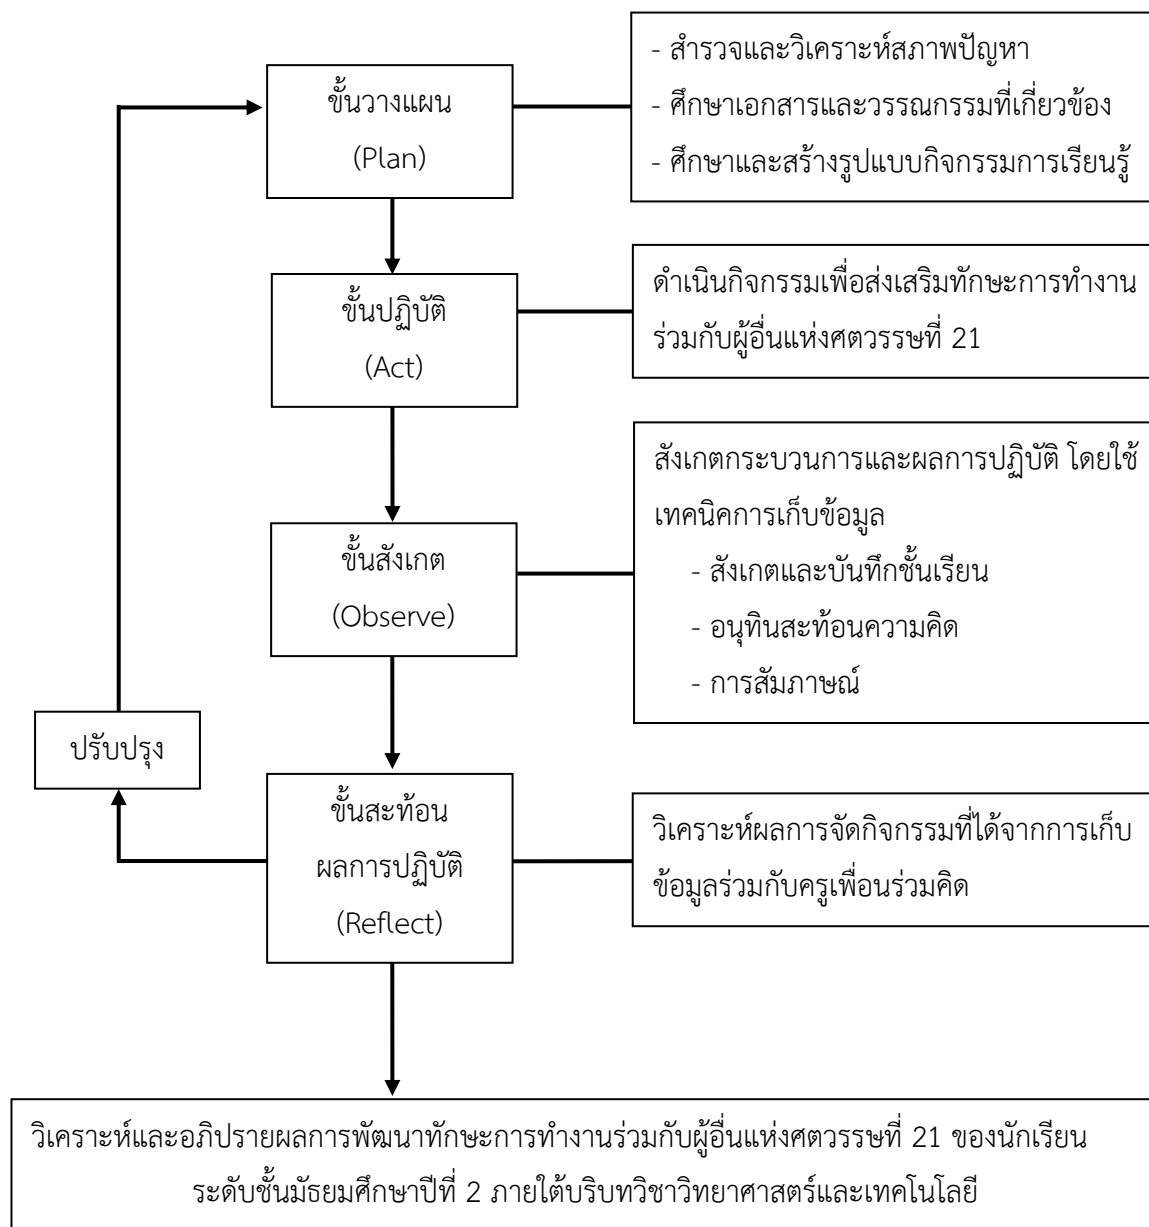 ขั้นวางแผน
(Plan)
- สำรวจและวิเคราะห์สภาพปัญหา
- ศึกษาเอกสารและวรรณกรรมที่เกี่ยวข้อง
- ศึกษาและสร้างรูปแบบกิจกรรมการเรียนรู้
ขั้นปฏิบัติ
(Act)
ดำเนินกิจกรรมเพื่อส่งเสริมทักษะการทำงาน
ร่วมกับผู้อื่นแห่งศตวรรษที่ 21
ขั้นสังเกต
(Observe)
สังเกตกระบวนการและผลการปฏิบัติ โดยใช้
เทคนิคการเก็บข้อมูล
- สังเกตและบันทึกชั้นเรียน
- อนุทินสะท้อนความคิด
- การสัมภาษณ์
ปรับปรุง
ขั้นสะท้อน
ผลการปฏิบัติ
(Reflect)
วิเคราะห์ผลการจัดกิจกรรมที่ได้จากการเก็บ
ข้อมูลร่วมกับครูเพื่อนร่วมคิด
วิเคราะห์และอภิปรายผลการพัฒนาทักษะการทำงานร่วมกับผู้อื่นแห่งศตวรรษที่ 21 ของนักเรียน
ระดับชั้นมัธยมศึกษาปีที่ 2 ภายใต้บริบทวิชาวิทยาศาสตร์และเทคโนโลยี